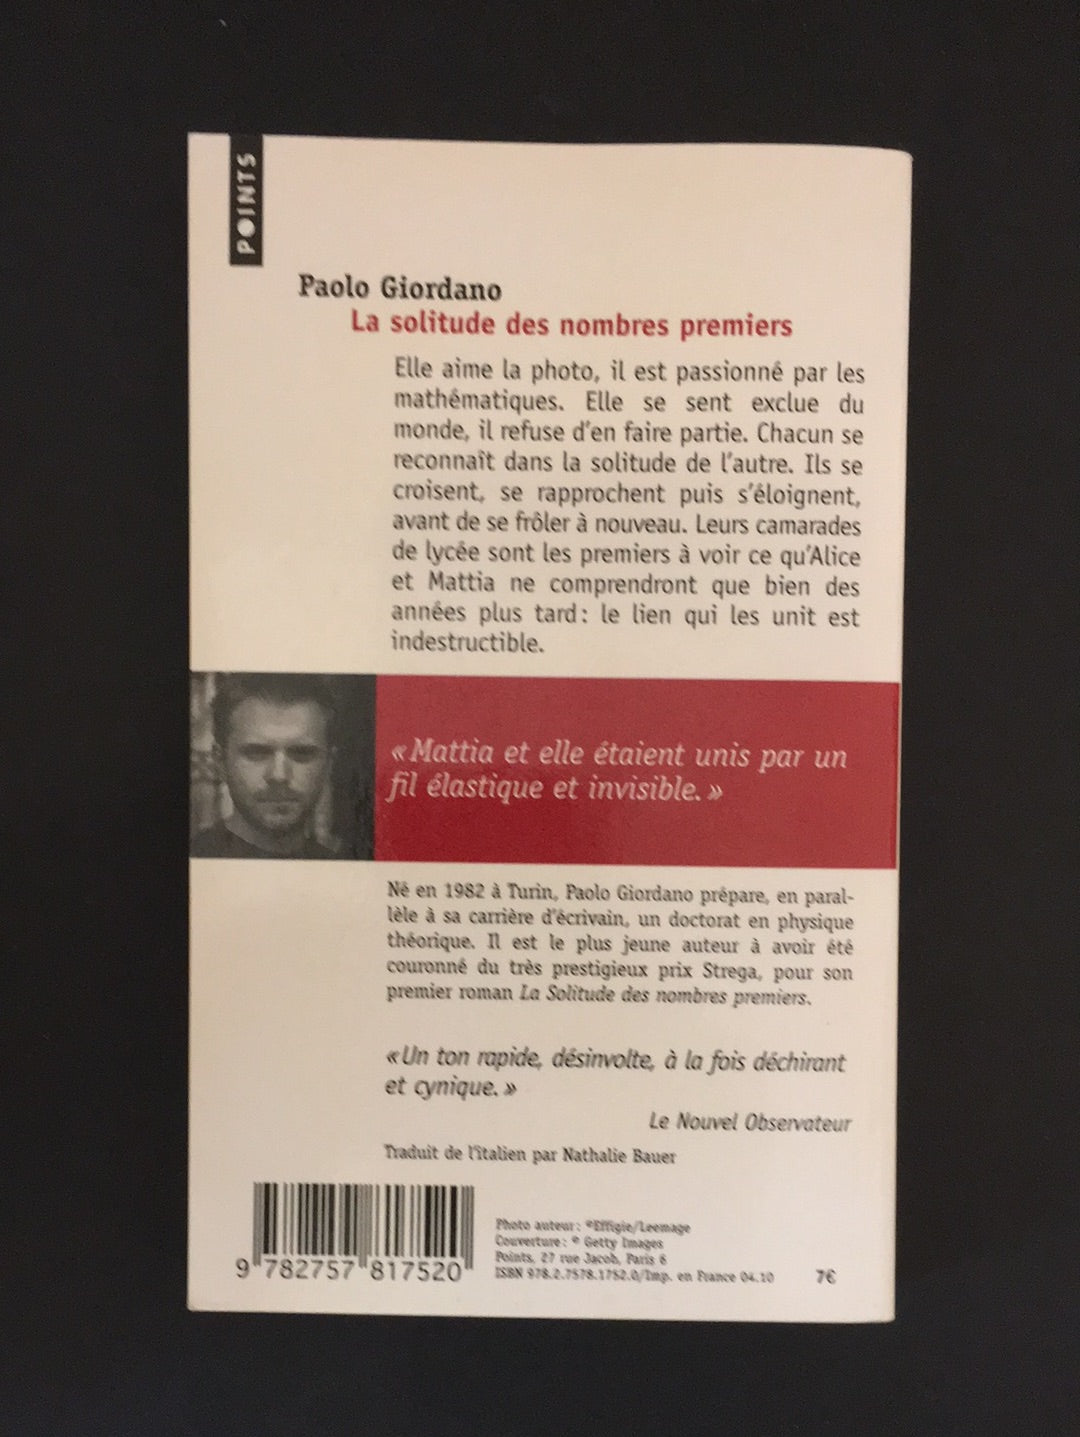 POINTS
Paolo Giordano
La solitude des nombres premiers
Elle aime la photo, il est passionné par les
mathématiques. Elle se sent exclue du
monde, il refuse d'en faire partie. Chacun se
reconnaît dans la solitude de l'autre. Ils se
croisent, se rapprochent puis s'éloignent,
avant de se frôler à nouveau. Leurs camarades
de lycée sont les premiers à voir ce qu'Alice
et Mattia ne comprendront que bien des
années plus tard : le lien qui les unit est
indestructible.
« Mattia et elle étaient unis par un
fil élastique et invisible. »
Né en 1982 à Turin, Paolo Giordano prépare, en paral-
lèle à sa carrière d'écrivain, un doctorat en physique
théorique. Il est le plus jeune auteur à avoir été
couronné du très prestigieux prix Strega, pour son
premier roman La Solitude des nombres premiers.
« Un ton rapide, désinvolte, à la fois déchirant
et cynique. »
Le Nouvel Observateur
Traduit de l'italien par Nathalie Bauer
Photo auteur : ©Effigie/Leemage
Couverture : © Getty Images
Points, 27 rue Jacob, Paris 6
ISBN 978.2.7578.1752.0/Imp. en France 04.10
7€
9 782757 817520